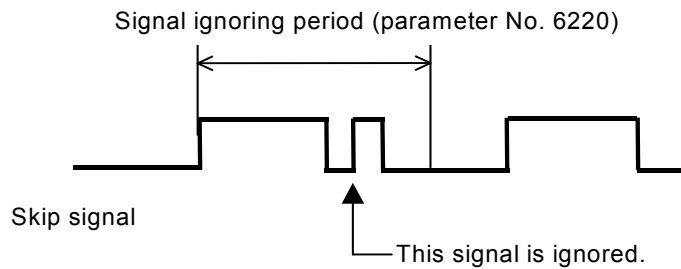 Signal ignoring period (parameter No. 6220)
Skip signal
This signal is ignored.